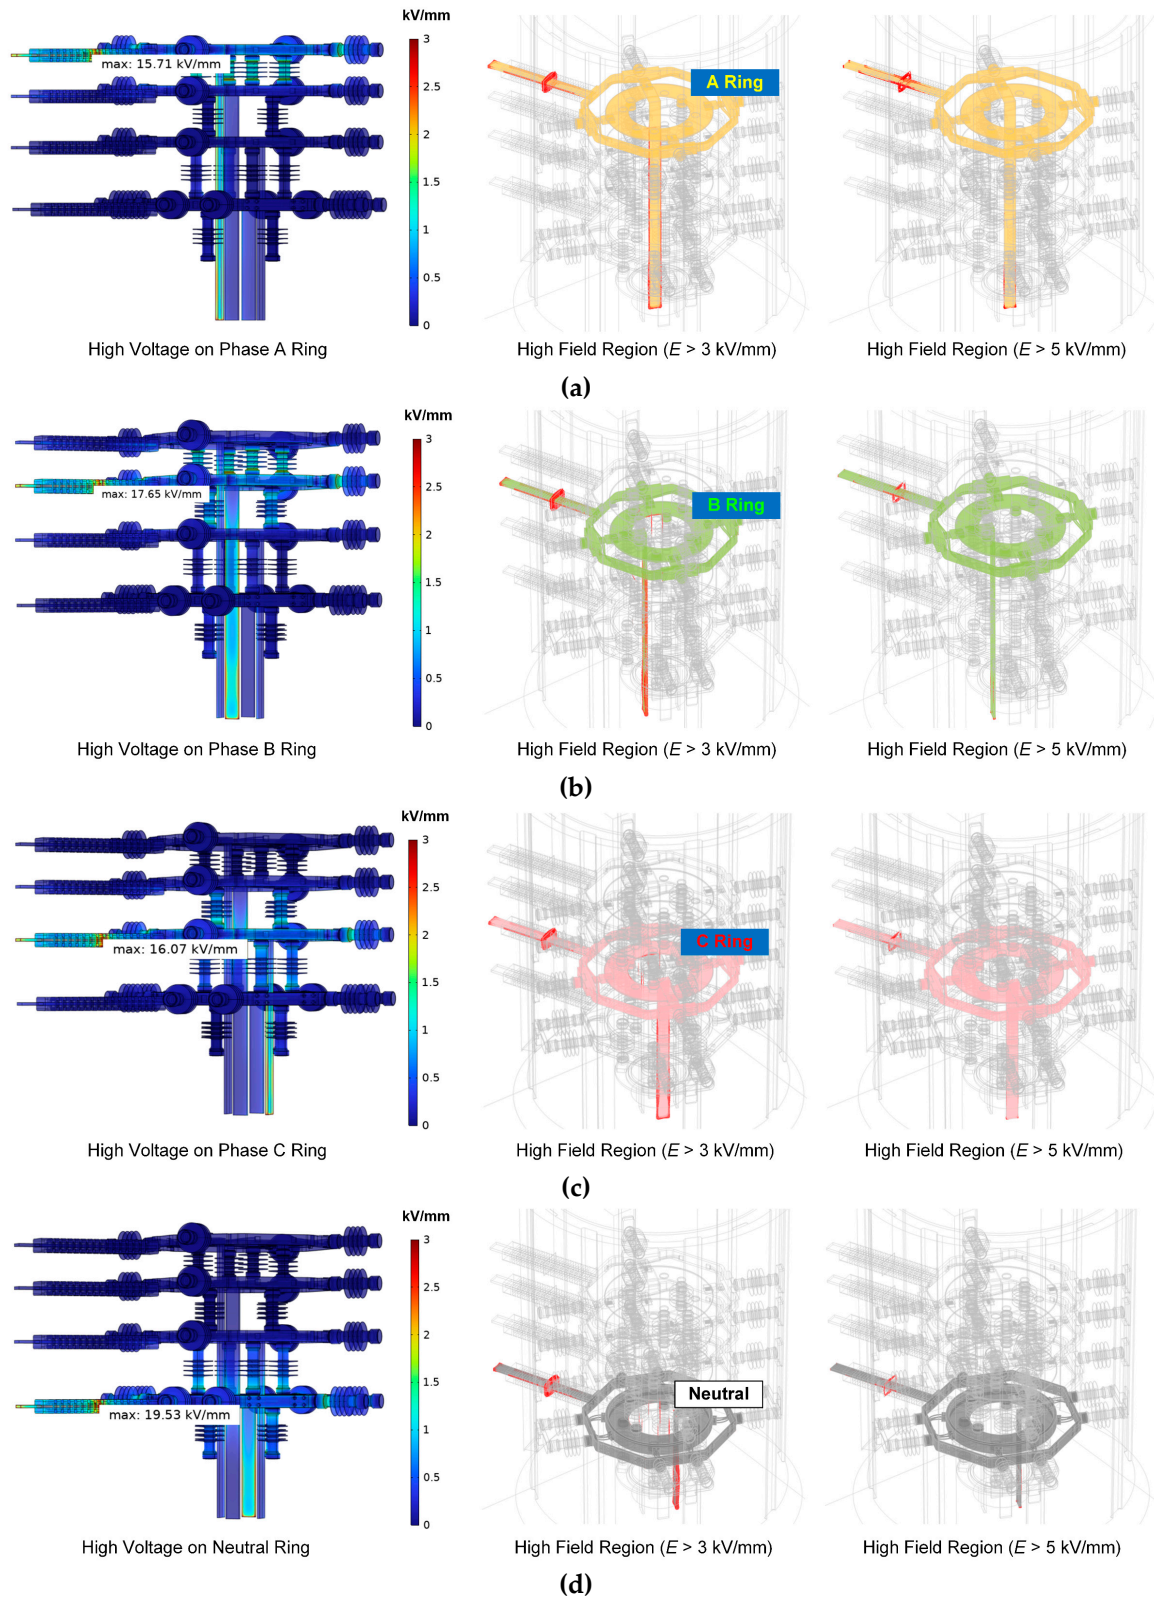 kV/mm
3
2.5
2
1.5
1
0.5
0
max: 15.71 kV/mm
A Ring
High Voltage on Phase A Ring
High Field Region (E > 3 kV/mm)
High Field Region (E > 5 kV/mm)
(a)
kV/mm
3
2.5
2
1.5
1
0.5
0
max: 17.65 kV/mm
B Ring
High Voltage on Phase B Ring
High Field Region (E > 3 kV/mm)
High Field Region (E > 5 kV/mm)
(b)
kV/mm
3
2.5
2
1.5
1
0.5
0
max: 16.07 kV/mm
C Ring
High Voltage on Phase C Ring
High Field Region (E > 3 kV/mm)
High Field Region (E > 5 kV/mm)
(c)
kV/mm
3
2.5
2
1.5
1
0.5
0
max: 19.53 kV/mm
Neutral
High Voltage on Neutral Ring
High Field Region (E > 3 kV/mm)
High Field Region (E > 5 kV/mm)
(d)